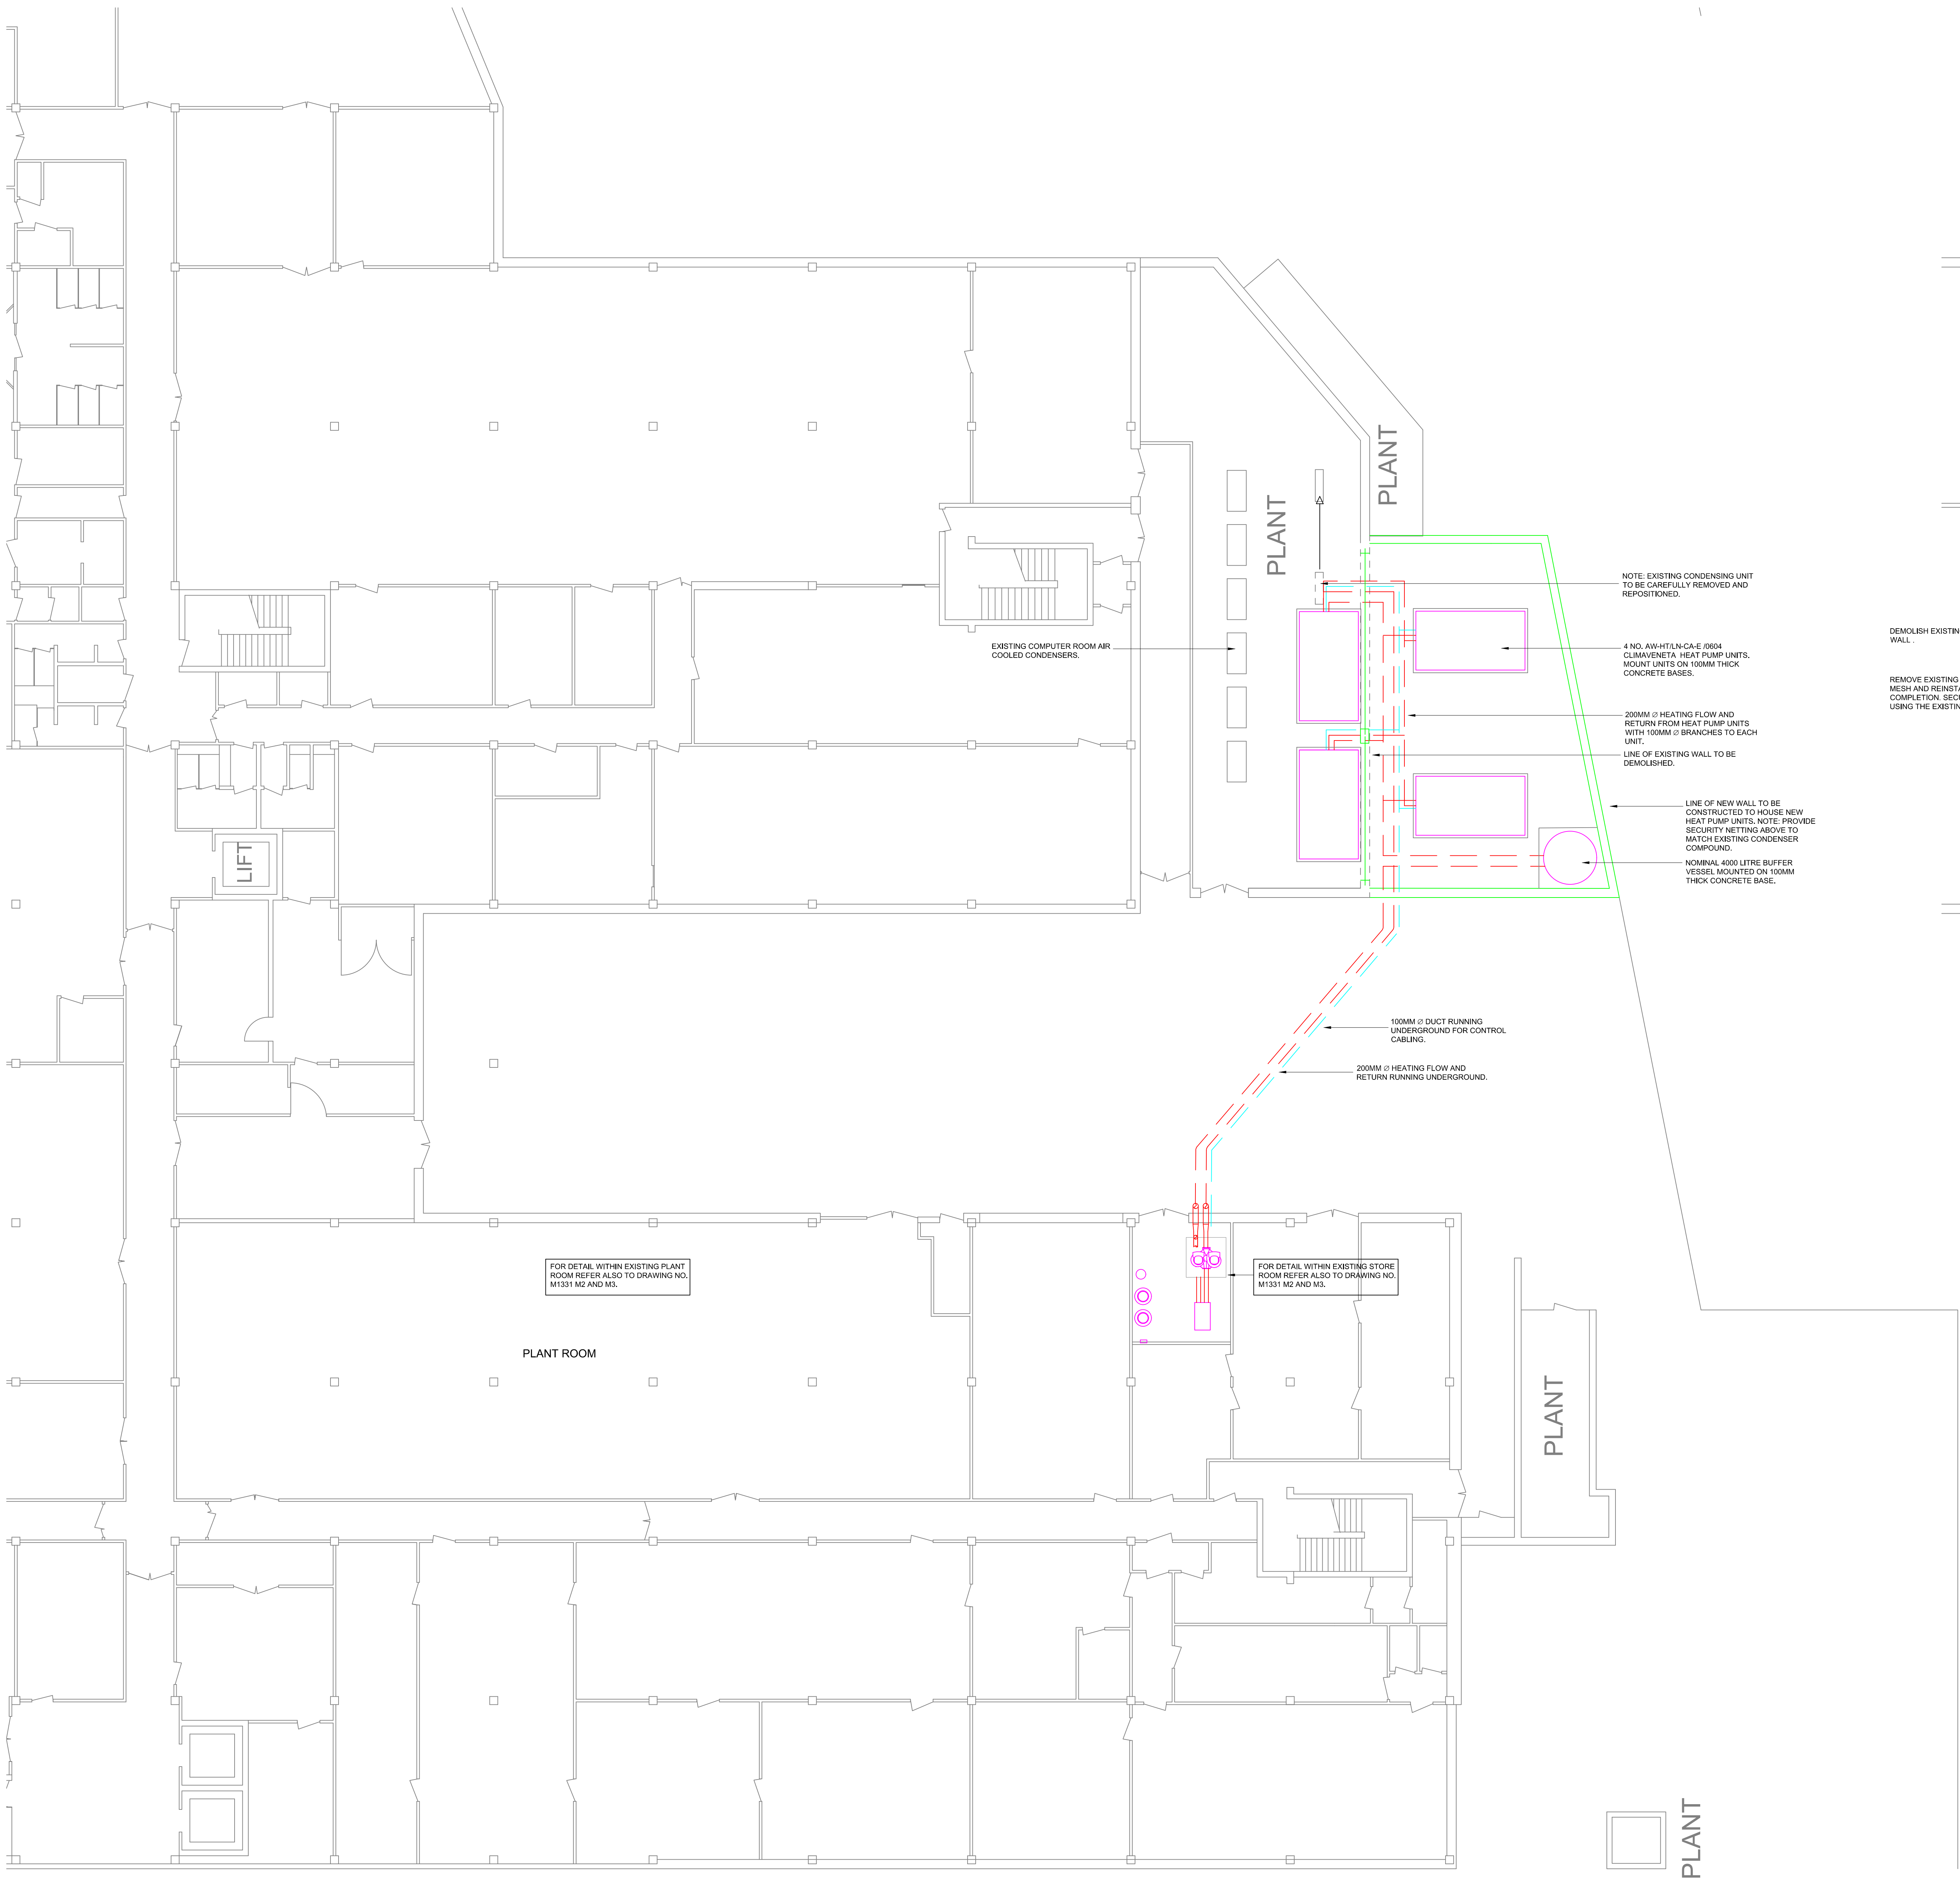 PLANT
PLANT
NOTE: EXISTING CONDENSING UNIT
TO BE CAREFULLY REMOVED AND
REPOSITIONED.
EXISTING COMPUTER ROOM AIR
COOLED CONDENSERS.
4 NO. AW-HT/LN-CA-E /0604
CLIMAVENETA HEAT PUMP UNITS.
MOUNT UNITS ON 100MM THICK
CONCRETE BASES.
DEMOLISH EXISTIN
WALL .
REMOVE EXISTING
MESH AND REINSTA
COMPLETION. SECU
USING THE EXISTIN
200MM ∅ HEATING FLOW AND
RETURN FROM HEAT PUMP UNITS
WITH 100MM ∅ BRANCHES TO EACH
UNIT.
LINE OF EXISTING WALL TO BE
DEMOLISHED.
LINE OF NEW WALL TO BE
CONSTRUCTED TO HOUSE NEW
HEAT PUMP UNITS. NOTE: PROVIDE
SECURITY NETTING ABOVE TO
MATCH EXISTING CONDENSER
COMPOUND.
NOMINAL 4000 LITRE BUFFER
VESSEL MOUNTED ON 100MM
THICK CONCRETE BASE.
LIFT
100MM ∅ DUCT RUNNING
UNDERGROUND FOR CONTROL
CABLING.
200MM ∅ HEATING FLOW AND
RETURN RUNNING UNDERGROUND.
FOR DETAIL WITHIN EXISTING PLANT
ROOM REFER ALSO TO DRAWING NO.
M1331 M2 AND M3.
FOR DETAIL WITHIN EXISTING STORE
ROOM REFER ALSO TO DRAWING NO.
M1331 M2 AND M3.
PLANT ROOM
PLANT
PLANT